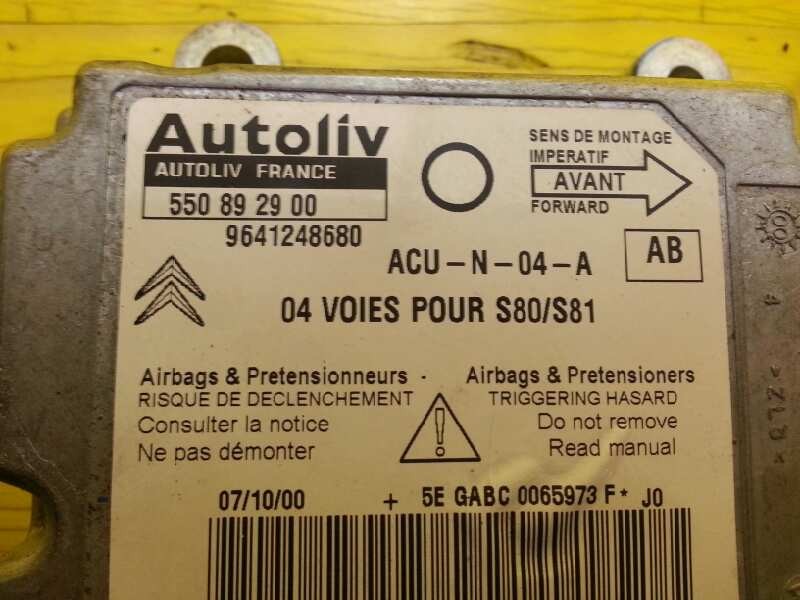 Autoliv
AUTOLIV FRANCE
550 89 29 00
9641248680
SENS DE MONTAGE
IMPERATIF
AVANT
FORWARD
ACU-N-04-A
AB
04 VOIES POUR S80/S81
Airbags & Pretensionneurs - Airbags & Pretensioners
RISQUE DE DECLENCHEMENT
Consulter la notice
Ne pas démonter
!
TRIGGERING HASARD
Do not remove
Read manual
07/10/00 + 5E GABC 0065973 F* J0